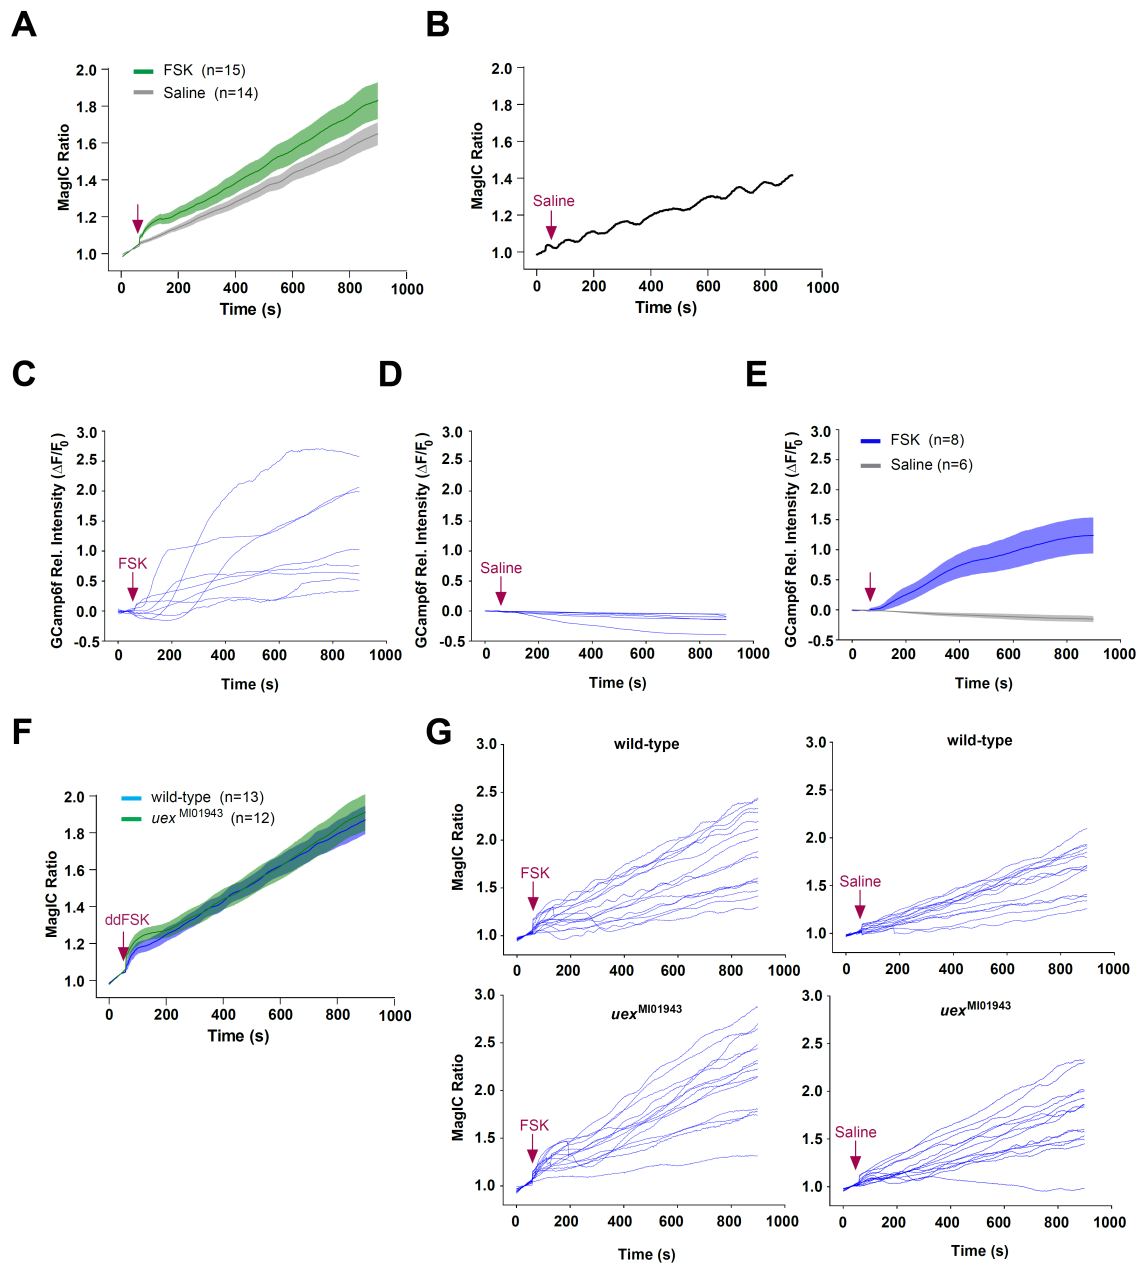 A
MagIC Ratio
2.0
1.8
1.6
1.4
1.2
1.0
FSK (n=15)
Saline (n=14)
0 200 400 600 800 1000
Time (s)
B
MagIC Ratio
2.0
1.8
1.6
1.4
1.2
1.0
Saline
0 200 400 600 800 1000
Time (s)
C
GCamp6f Rel. Intensity (ΔF/F0)
3.0
2.5
2.0
1.5
1.0
0.5
0.0
-0.5
FSK
0 200 400 600 800 1000
Time (s)
D
GCamp6f Rel. Intensity (ΔF/F0)
3.0
2.5
2.0
1.5
1.0
0.5
0.0
-0.5
Saline
0 200 400 600 800 1000
Time (s)
E
GCamp6f Rel. Intensity (ΔF/F0)
3.0
2.5
2.0
1.5
1.0
0.5
0.0
-0.5
FSK (n=8)
Saline (n=6)
0 200 400 600 800 1000
Time (s)
F
MagIC Ratio
2.0
1.8
1.6
1.4
1.2
1.0
wild-type (n=13)
uex MI01943 (n=12)
ddFSK
0 200 400 600 800 1000
Time (s)
G
wild-type
MagIC Ratio
3.0
2.5
2.0
1.5
1.0
FSK
0 200 400 600 800 1000
wild-type
3.0
2.5
2.0
1.5
1.0
Saline
0 200 400 600 800 1000
uexMI01943
MagIC Ratio
3.0
2.5
2.0
1.5
1.0
FSK
0 200 400 600 800 1000
Time (s)
uexMI01943
3.0
2.5
2.0
1.5
1.0
Saline
0 200 400 600 800 1000
Time (s)